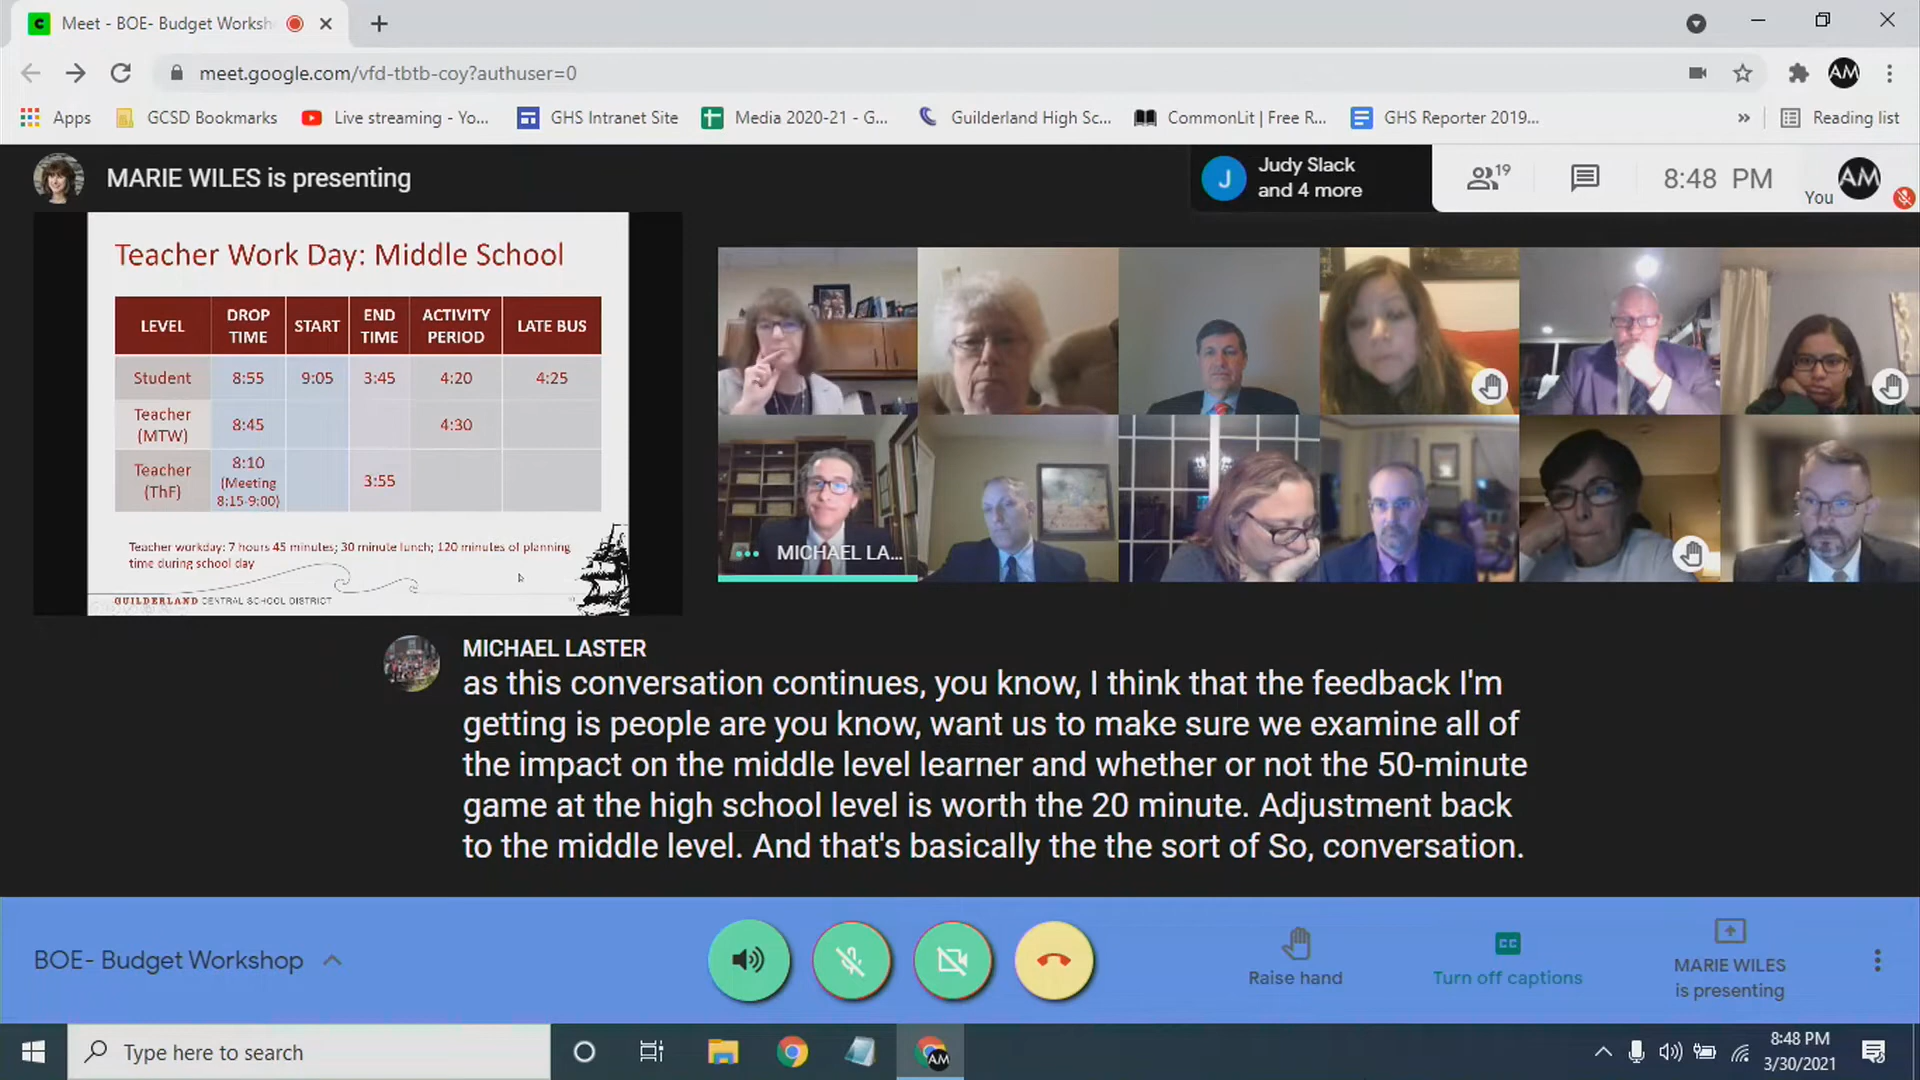 Meet - BOE- Budget Worksh
meet.google.com/vfd-tbtb-coy?authuser=0
AM
Apps
GCSD Bookmarks
Live streaming - Yo...
GHS Intranet Site
Media 2020-21 - G...
Guilderland High Sc...
CommonLit | Free R...
GHS Reporter 2019...
»
Reading list
MARIE WILES is presenting
J
Judy Slack
and 4 more
19
8:48 PM
You
AM
Teacher Work Day: Middle School
LEVEL
DROP TIME
START
END TIME
ACTIVITY PERIOD
LATE BUS
Student
8:55
9:05
3:45
4:20
4:25
Teacher (MTW)
8:45
4:30
Teacher (ThF)
8:10
(Meeting
8:15-9:00)
3:55
Teacher workday: 7 hours 45 minutes; 30 minute lunch; 120 minutes of planning
time during school day
GUILDERLAND CENTRAL SCHOOL DISTRICT
MICHAEL LA...
MICHAEL LASTER
as this conversation continues, you know, I think that the feedback I'm
getting is people are you know, want us to make sure we examine all of
the impact on the middle level learner and whether or not the 50-minute
game at the high school level is worth the 20 minute. Adjustment back
to the middle level. And that's basically the the sort of So, conversation.
BOE- Budget Workshop
Raise hand
CC
Turn off captions
MARIE WILES
is presenting
Type here to search
AM
8:48 PM
3/30/2021